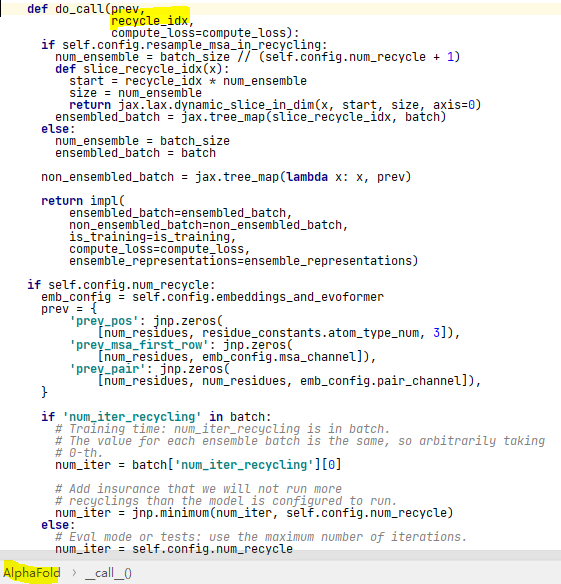 def do_call(prev,
            recycle_idx,
            compute_loss=compute_loss):
  if self.config.resample_msa_in_recycling:
    num_ensemble = batch_size // (self.config.num_recycle + 1)
    def slice_recycle_idx(x):
      start = recycle_idx * num_ensemble
      size = num_ensemble
      return jax.lax.dynamic_slice_in_dim(x, start, size, axis=0)
    ensembled_batch = jax.tree_map(slice_recycle_idx, batch)
  else:
    num_ensemble = batch_size
    ensembled_batch = batch

  non_ensembled_batch = jax.tree_map(lambda x: x, prev)

  return impl(
      ensembled_batch=ensembled_batch,
      non_ensembled_batch=non_ensembled_batch,
      is_training=is_training,
      compute_loss=compute_loss,
      ensemble_representations=ensemble_representations)

if self.config.num_recycle:
  emb_config = self.config.embeddings_and_evoformer
  prev = {
      'prev_pos': jnp.zeros(
          [num_residues, residue_constants.atom_type_num, 3]),
      'prev_msa_first_row': jnp.zeros(
          [num_residues, emb_config.msa_channel]),
      'prev_pair': jnp.zeros(
          [num_residues, num_residues, emb_config.pair_channel]),
  }

  if 'num_iter_recycling' in batch:
    # Training time: num_iter_recycling is in batch.
    # The value for each ensemble batch is the same, so arbitrarily taking
    # 0-th.
    num_iter = batch['num_iter_recycling'][0]

    # Add insurance that we will not run more
    # recyclings than the model is configured to run.
    num_iter = jnp.minimum(num_iter, self.config.num_recycle)
  else:
    # Eval mode or tests: use the maximum number of iterations.
    num_iter = self.config.num_recycle
AlphaFold > __call__()